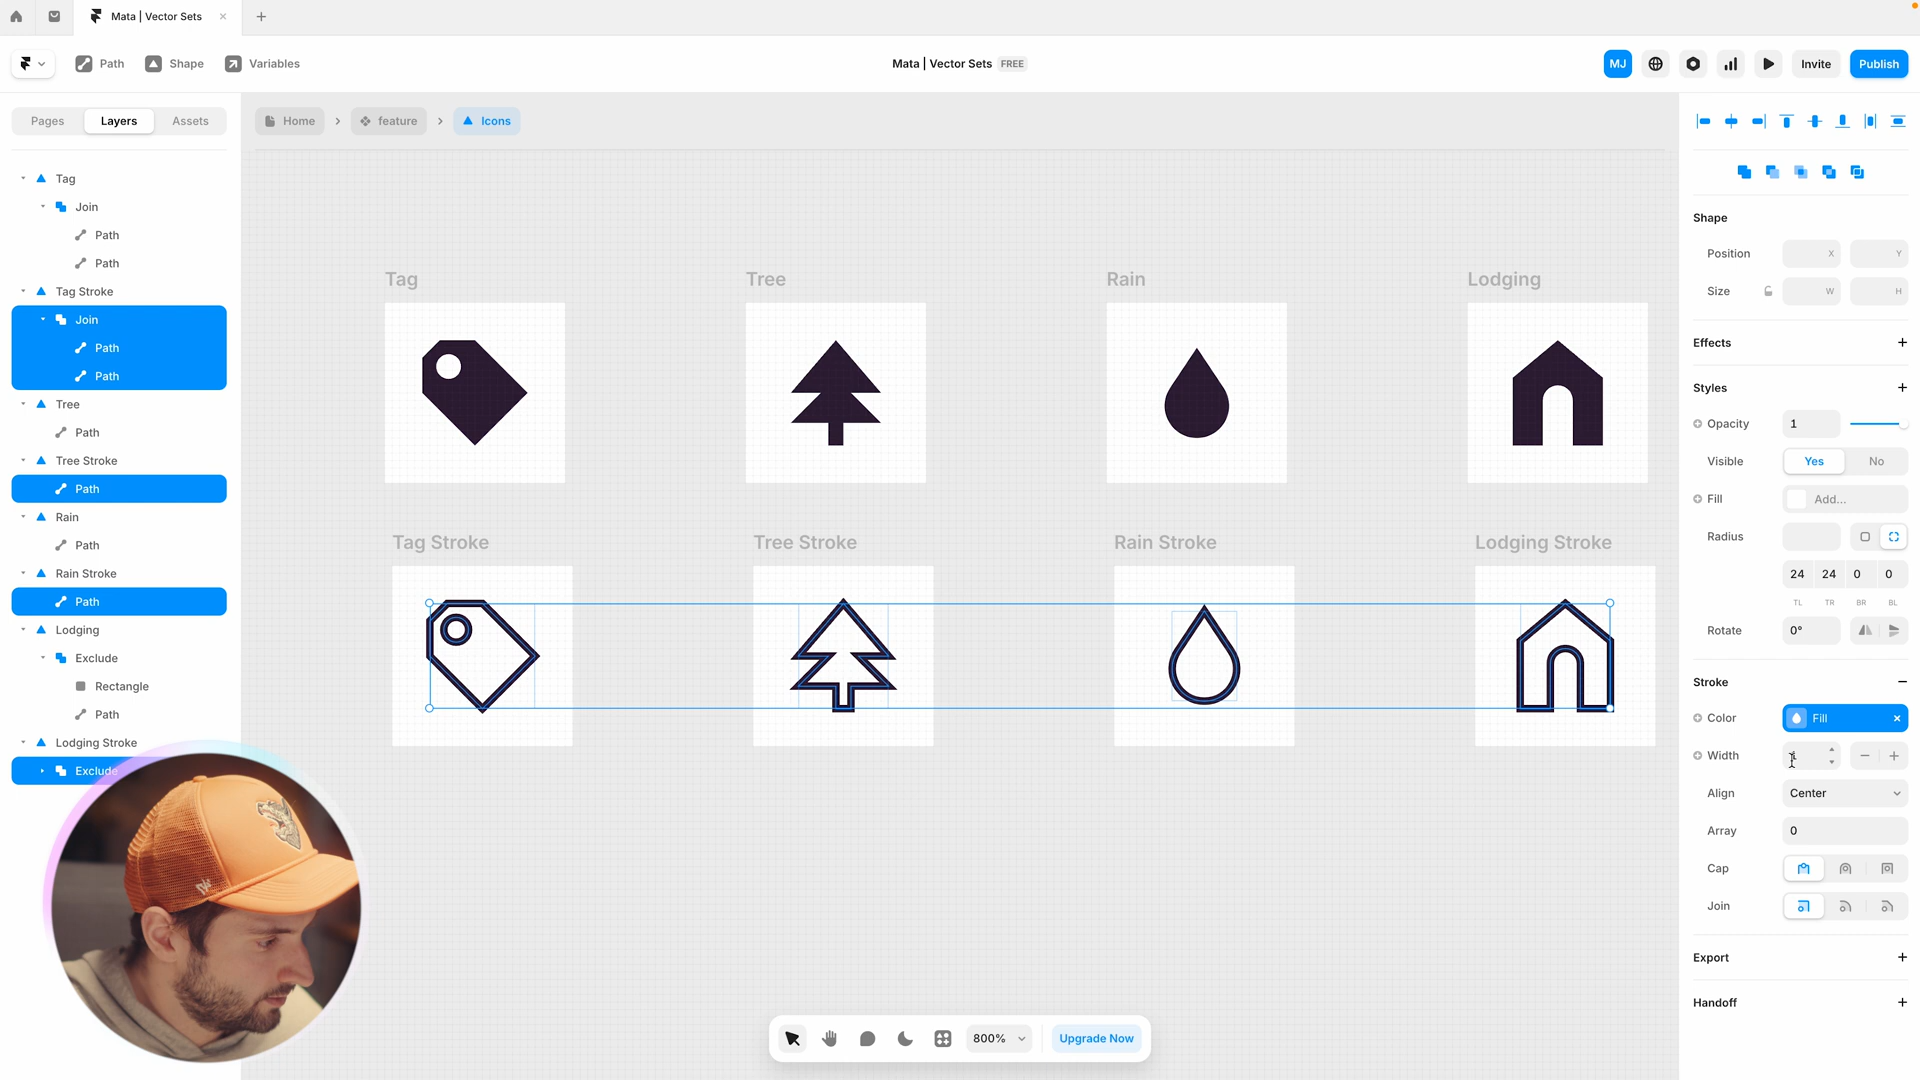 Mata | Vector Sets
Path
Shape
Variables
Mata | Vector Sets FREE
MJ
Invite
Publish
Pages
Layers
Assets
Home
feature
Icons
Tag
Join
Path
Path
Tag Stroke
Join
Path
Path
Tree
Path
Tree Stroke
Path
Rain
Path
Rain Stroke
Path
Lodging
Exclude
Rectangle
Path
Lodging Stroke
Exclude
Tag
Tree
Rain
Lodging
Tag Stroke
Tree Stroke
Rain Stroke
Lodging Stroke
800%
Upgrade Now
Shape
Position
X
Y
Size
W
H
Effects
Styles
Opacity
1
Visible
Yes
No
Fill
Add...
Radius
24 24 0 0
TL TR BR BL
Rotate
0°
Stroke
Color
Fill
Width
Align
Center
Array
0
Cap
Join
Export
Handoff